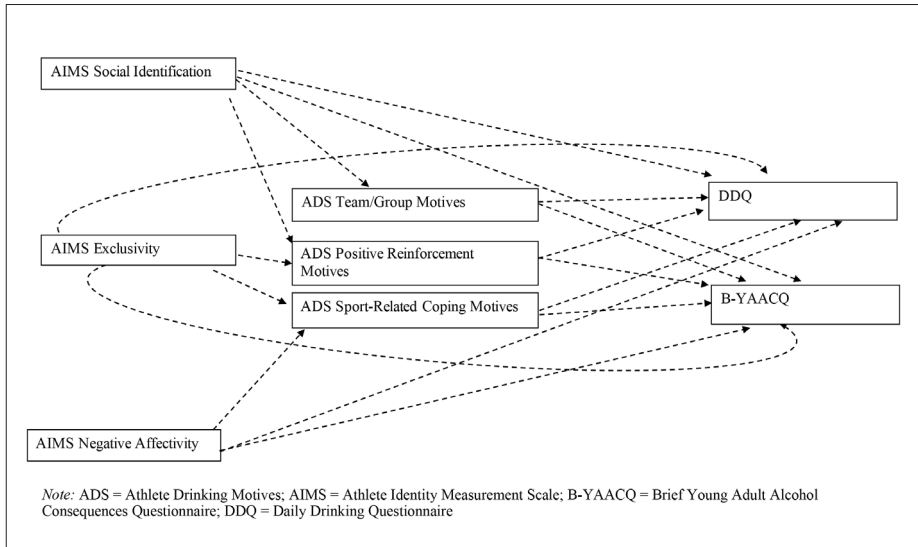 AIMS Social Identification
ADS Team/Group Motives
DDQ
AIMS Exclusivity
ADS Positive Reinforcement
Motives
ADS Sport-Related Coping Motives
B-YAACQ
AIMS Negative Affectivity
Note: ADS = Athlete Drinking Motives; AIMS = Athlete Identity Measurement Scale; B-YAACQ = Brief Young Adult Alcohol
Consequences Questionnaire; DDQ = Daily Drinking Questionnaire